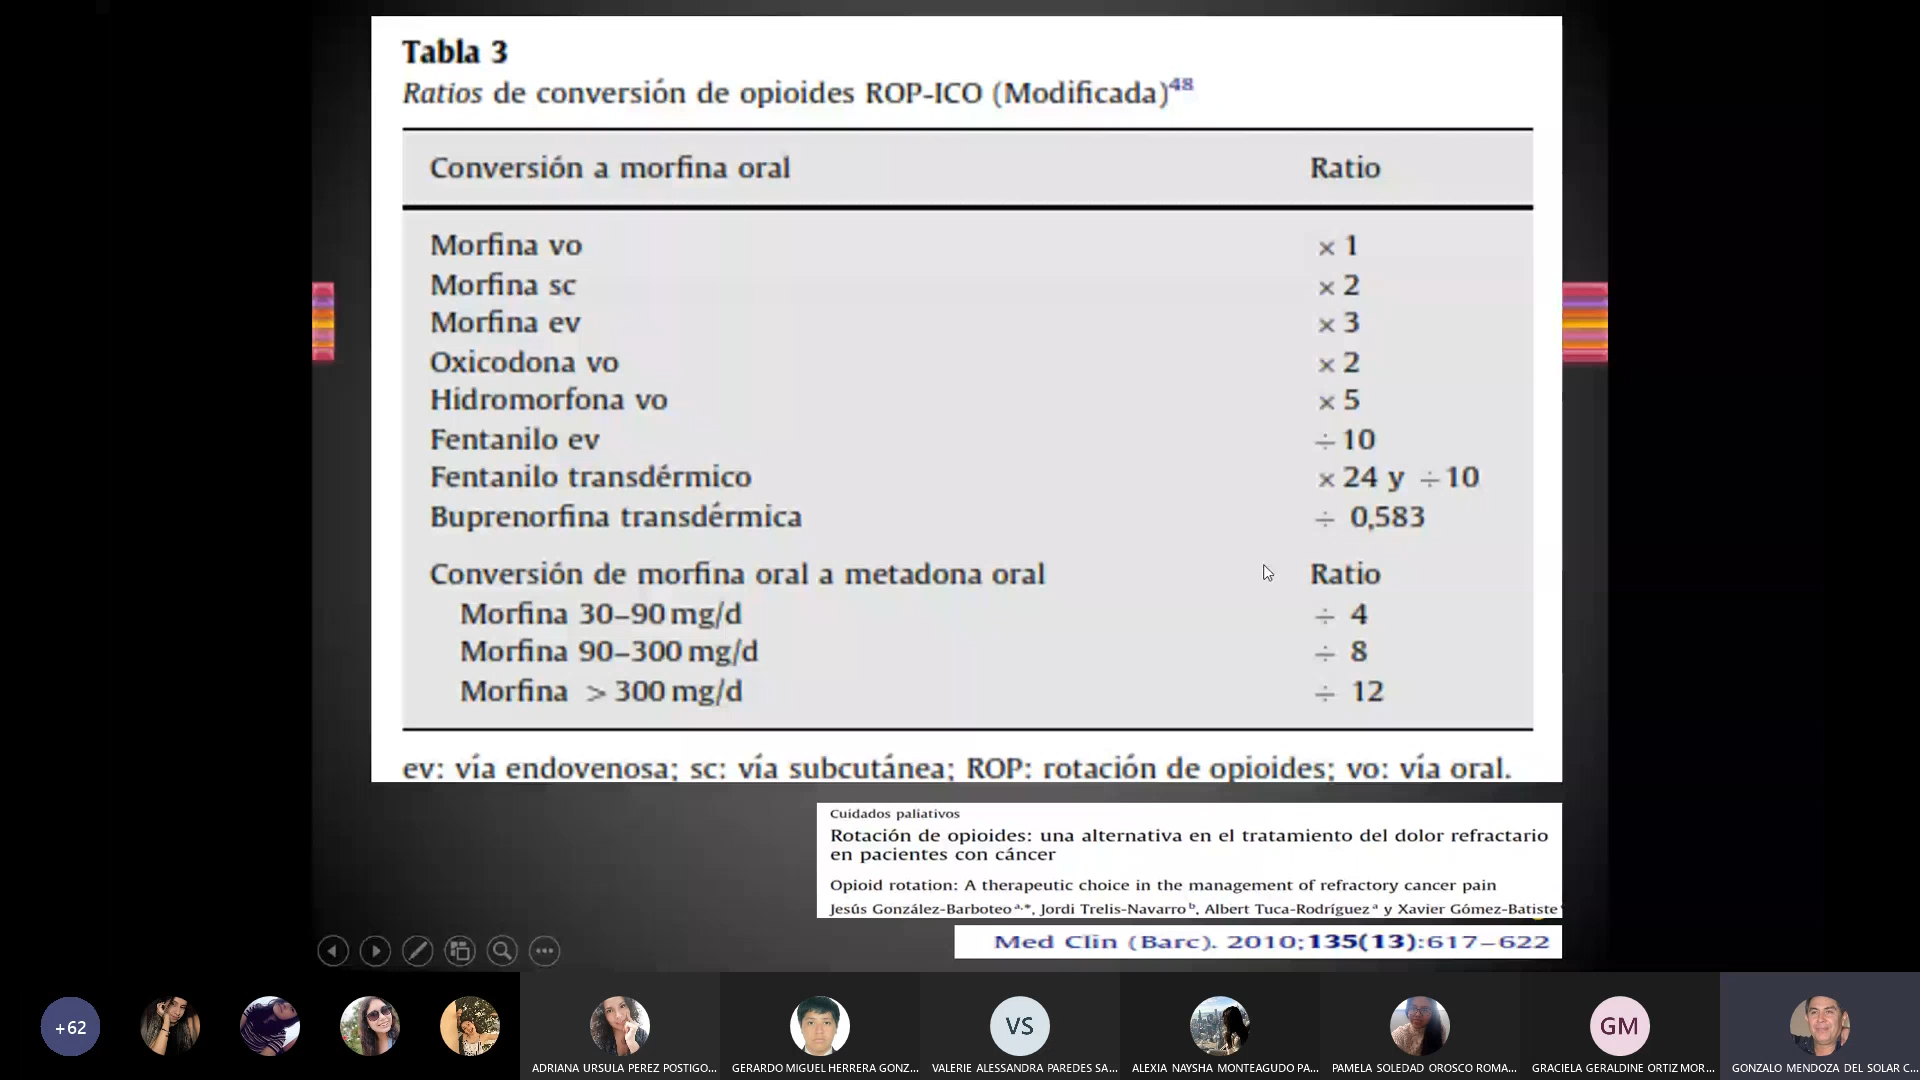 Tabla 3
Ratios de conversión de opioides ROP-ICO (Modificada)48
Conversión a morfina oral Ratio
Morfina vo × 1
Morfina sc × 2
Morfina ev × 3
Oxicodona vo × 2
Hidromorfona vo × 5
Fentanilo ev ÷ 10
Fentanilo transdérmico × 24 y ÷ 10
Buprenorfina transdérmica ÷ 0,583
Conversión de morfina oral a metadona oral Ratio
Morfina 30–90 mg/d ÷ 4
Morfina 90–300 mg/d ÷ 8
Morfina > 300 mg/d ÷ 12
ev: vía endovenosa; sc: vía subcutánea; ROP: rotación de opioides; vo: vía oral.
Cuidados paliativos
Rotación de opioides: una alternativa en el tratamiento del dolor refractario
en pacientes con cáncer
Opioid rotation: A therapeutic choice in the management of refractory cancer pain
Jesús González-Barboteo a,*, Jordi Trelis-Navarro b, Albert Tuca-Rodríguez a y Xavier Gómez-Batiste
Med Clin (Barc). 2010;135(13):617–622
+62
VS
GM
ADRIANA URSULA PEREZ POSTIGO...
GERARDO MIGUEL HERRERA GONZ...
VALERIE ALESSANDRA PAREDES SA...
ALEXIA NAYSHA MONTEAGUDO PA...
PAMELA SOLEDAD OROSCO ROMA...
GRACIELA GERALDINE ORTIZ MOR...
GONZALO MENDOZA DEL SOLAR C...